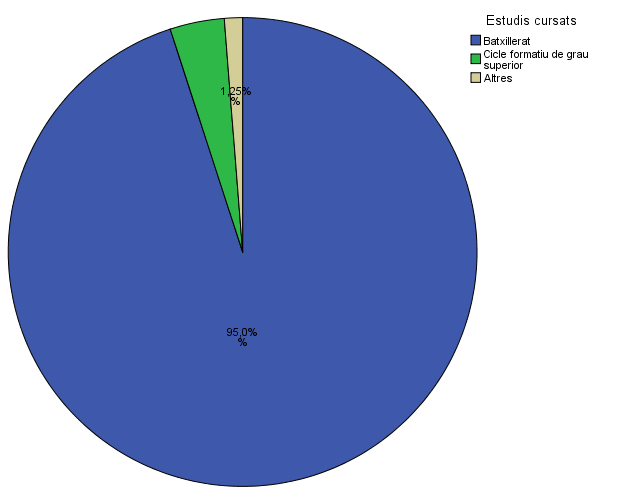 Estudis cursats
Batxillerat
Cicle formatiu de grau
superior
Altres
1,25%
%
95,0%
%